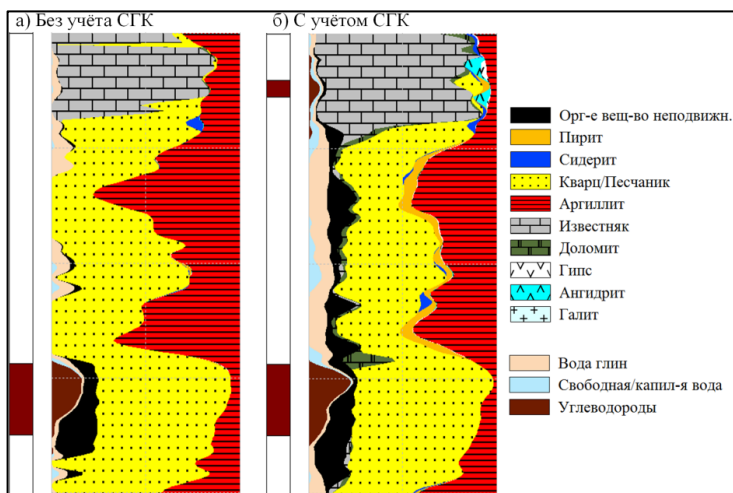 а) Без учёта СГК
б) С учётом СГК
Орг-е вещ-во неподвижн.
Пирит
Сидерит
Кварц/Песчаник
Аргиллит
Известняк
Доломит
Гипс
Ангидрит
Галит
Вода глин
Свободная/капил-я вода
Углеводороды